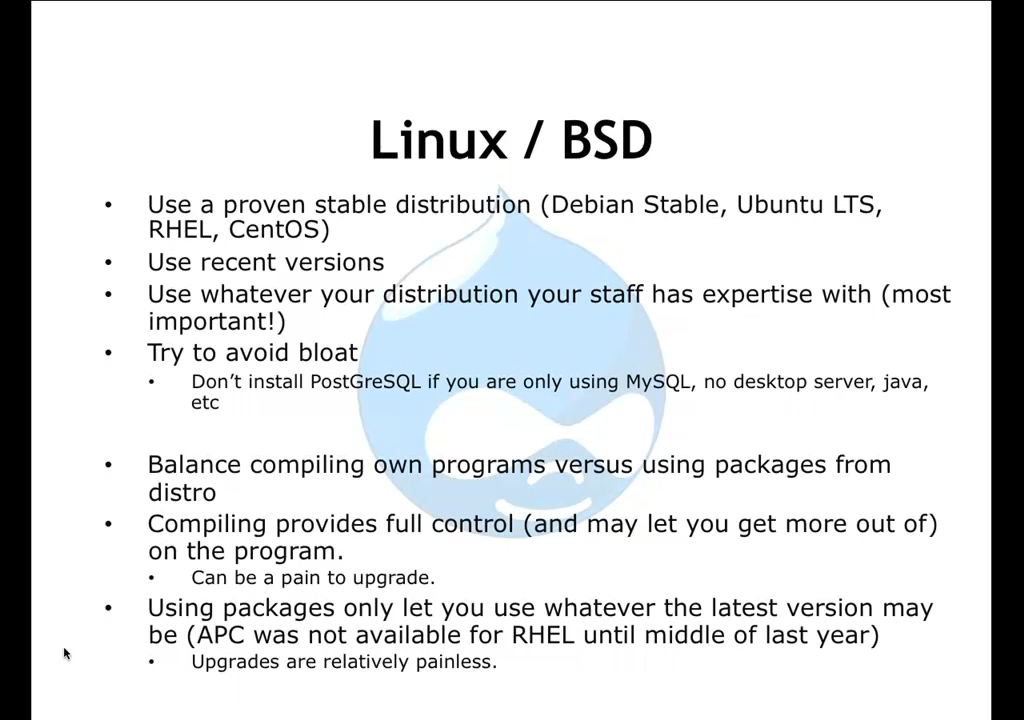 Linux / BSD
• Use a proven stable distribution (Debian Stable, Ubuntu LTS,
RHEL, CentOS)
• Use recent versions
• Use whatever your distribution your staff has expertise with (most
important!)
• Try to avoid bloat
• Don't install PostGreSQL if you are only using MySQL, no desktop server, java,
etc
• Balance compiling own programs versus using packages from
distro
• Compiling provides full control (and may let you get more out of)
on the program.
• Can be a pain to upgrade.
• Using packages only let you use whatever the latest version may
be (APC was not available for RHEL until middle of last year)
• Upgrades are relatively painless.